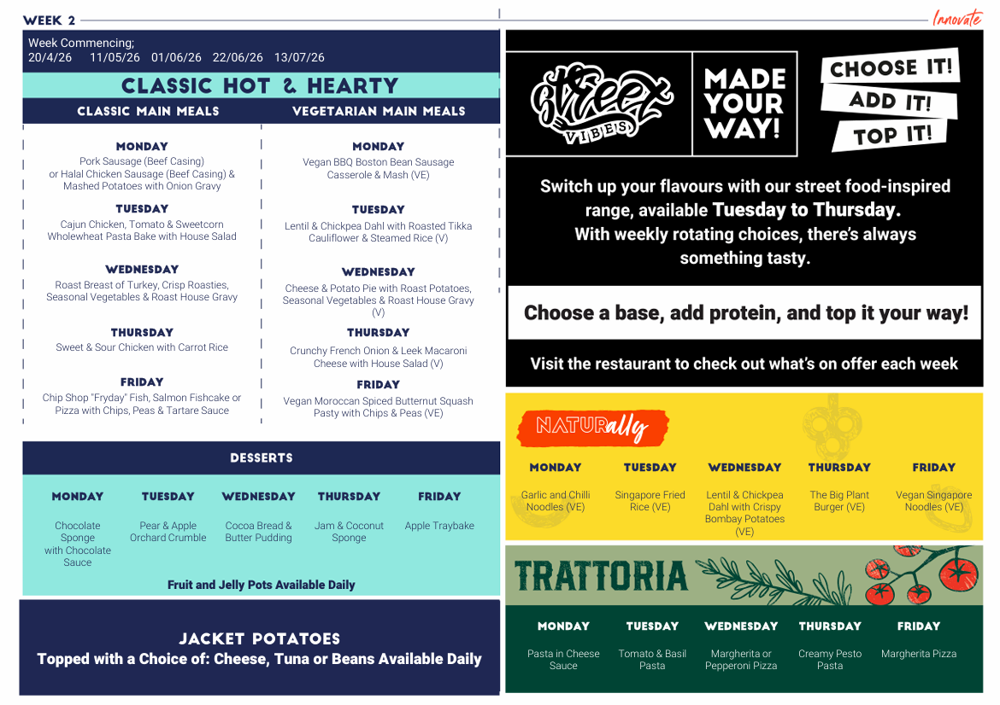 WEEK 2
Innovate
Week Commencing;
20/4/26 11/05/26 01/06/26 22/06/26 13/07/26
CLASSIC HOT & HEARTY
CLASSIC MAIN MEALS
MONDAY
Pork Sausage (Beef Casing)
or Halal Chicken Sausage (Beef Casing) &
Mashed Potatoes with Onion Gravy
TUESDAY
Cajun Chicken, Tomato & Sweetcorn
Wholewheat Pasta Bake with House Salad
WEDNESDAY
Roast Breast of Turkey, Crisp Roasties,
Seasonal Vegetables & Roast House Gravy
THURSDAY
Sweet & Sour Chicken with Carrot Rice
FRIDAY
Chip Shop "Fryday" Fish, Salmon Fishcake or
Pizza with Chips, Peas & Tartare Sauce
VEGETARIAN MAIN MEALS
MONDAY
Vegan BBQ Boston Bean Sausage
Casserole & Mash (VE)
TUESDAY
Lentil & Chickpea Dahl with Roasted Tikka
Cauliflower & Steamed Rice (V)
WEDNESDAY
Cheese & Potato Pie with Roast Potatoes,
Seasonal Vegetables & Roast House Gravy
(V)
THURSDAY
Crunchy French Onion & Leek Macaroni
Cheese with House Salad (V)
FRIDAY
Vegan Moroccan Spiced Butternut Squash
Pasty with Chips & Peas (VE)
DESSERTS
MONDAY
Chocolate
Sponge
with Chocolate
Sauce
TUESDAY
Pear & Apple
Orchard Crumble
WEDNESDAY
Cocoa Bread &
Butter Pudding
THURSDAY
Jam & Coconut
Sponge
FRIDAY
Apple Traybake
Fruit and Jelly Pots Available Daily
JACKET POTATOES
Topped with a Choice of: Cheese, Tuna or Beans Available Daily
Street
VIBES
MADE
YOUR
WAY!
CHOOSE IT!
ADD IT!
TOP IT!
Switch up your flavours with our street food-inspired
range, available Tuesday to Thursday.
With weekly rotating choices, there's always
something tasty.
Choose a base, add protein, and top it your way!
Visit the restaurant to check out what's on offer each week
NATURally
MONDAY
Garlic and Chilli
Noodles (VE)
TUESDAY
Singapore Fried
Rice (VE)
WEDNESDAY
Lentil & Chickpea
Dahl with Crispy
Bombay Potatoes
(VE)
THURSDAY
The Big Plant
Burger (VE)
FRIDAY
Vegan Singapore
Noodles (VE)
TRATTORIA
MONDAY
Pasta in Cheese
Sauce
TUESDAY
Tomato & Basil
Pasta
WEDNESDAY
Margherita or
Pepperoni Pizza
THURSDAY
Creamy Pesto
Pasta
FRIDAY
Margherita Pizza